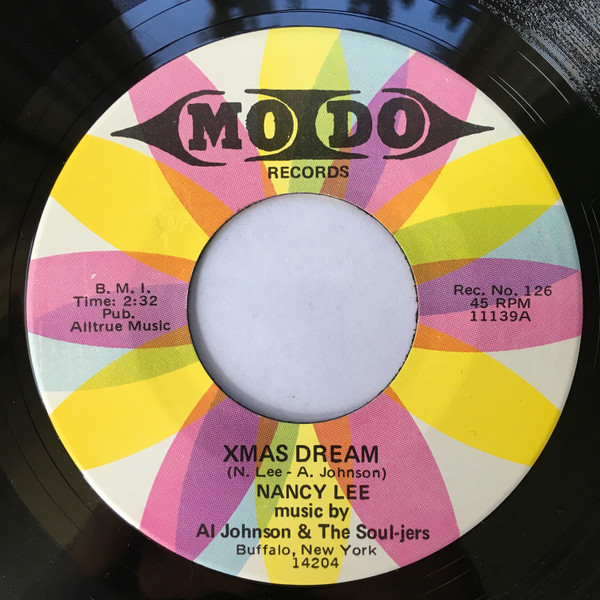 MO DO
RECORDS
B. M. I.
Time: 2:32
Pub.
Alltrue Music
Rec. No. 126
45 RPM
11139A
XMAS DREAM
(N. Lee - A. Johnson)
NANCY LEE
music by
Al Johnson & The Soul-jers
Buffalo, New York
14204